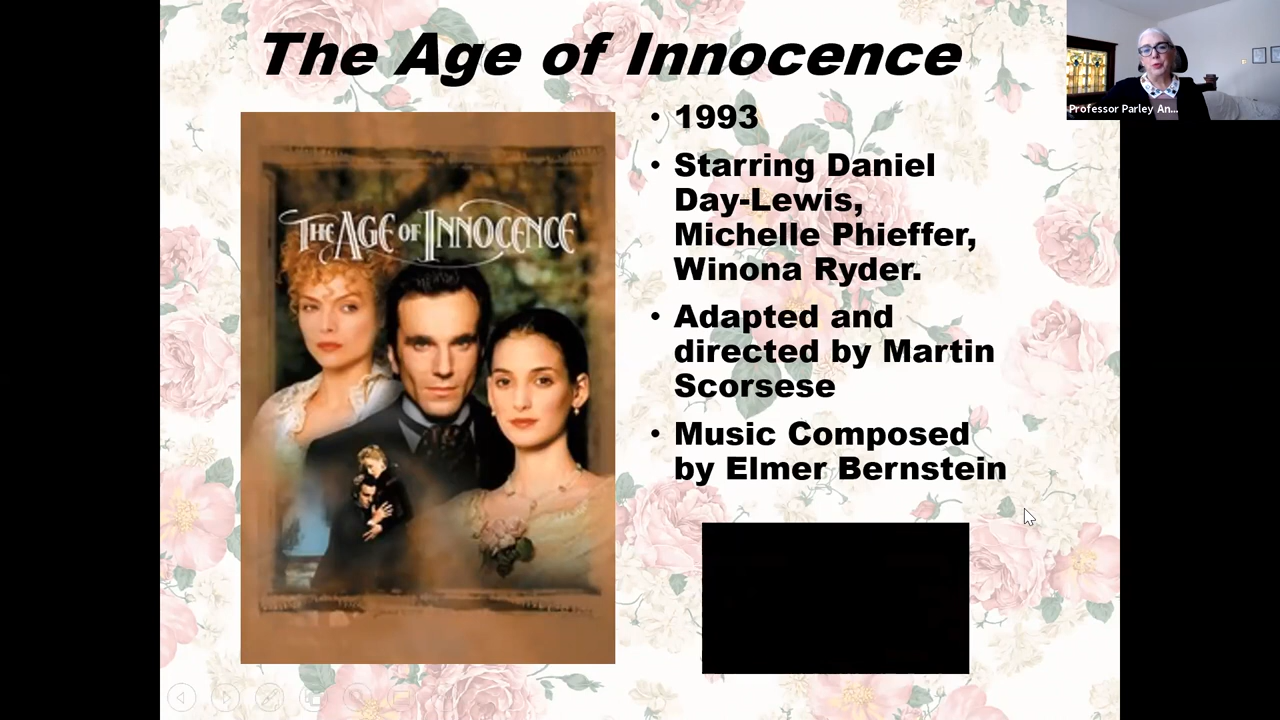 The Age of Innocence
THE AGE OF INNOCENCE
• 1993
• Starring Daniel
Day-Lewis,
Michelle Phieffer,
Winona Ryder.
• Adapted and
directed by Martin
Scorsese
• Music Composed
by Elmer Bernstein
Professor Parley An...